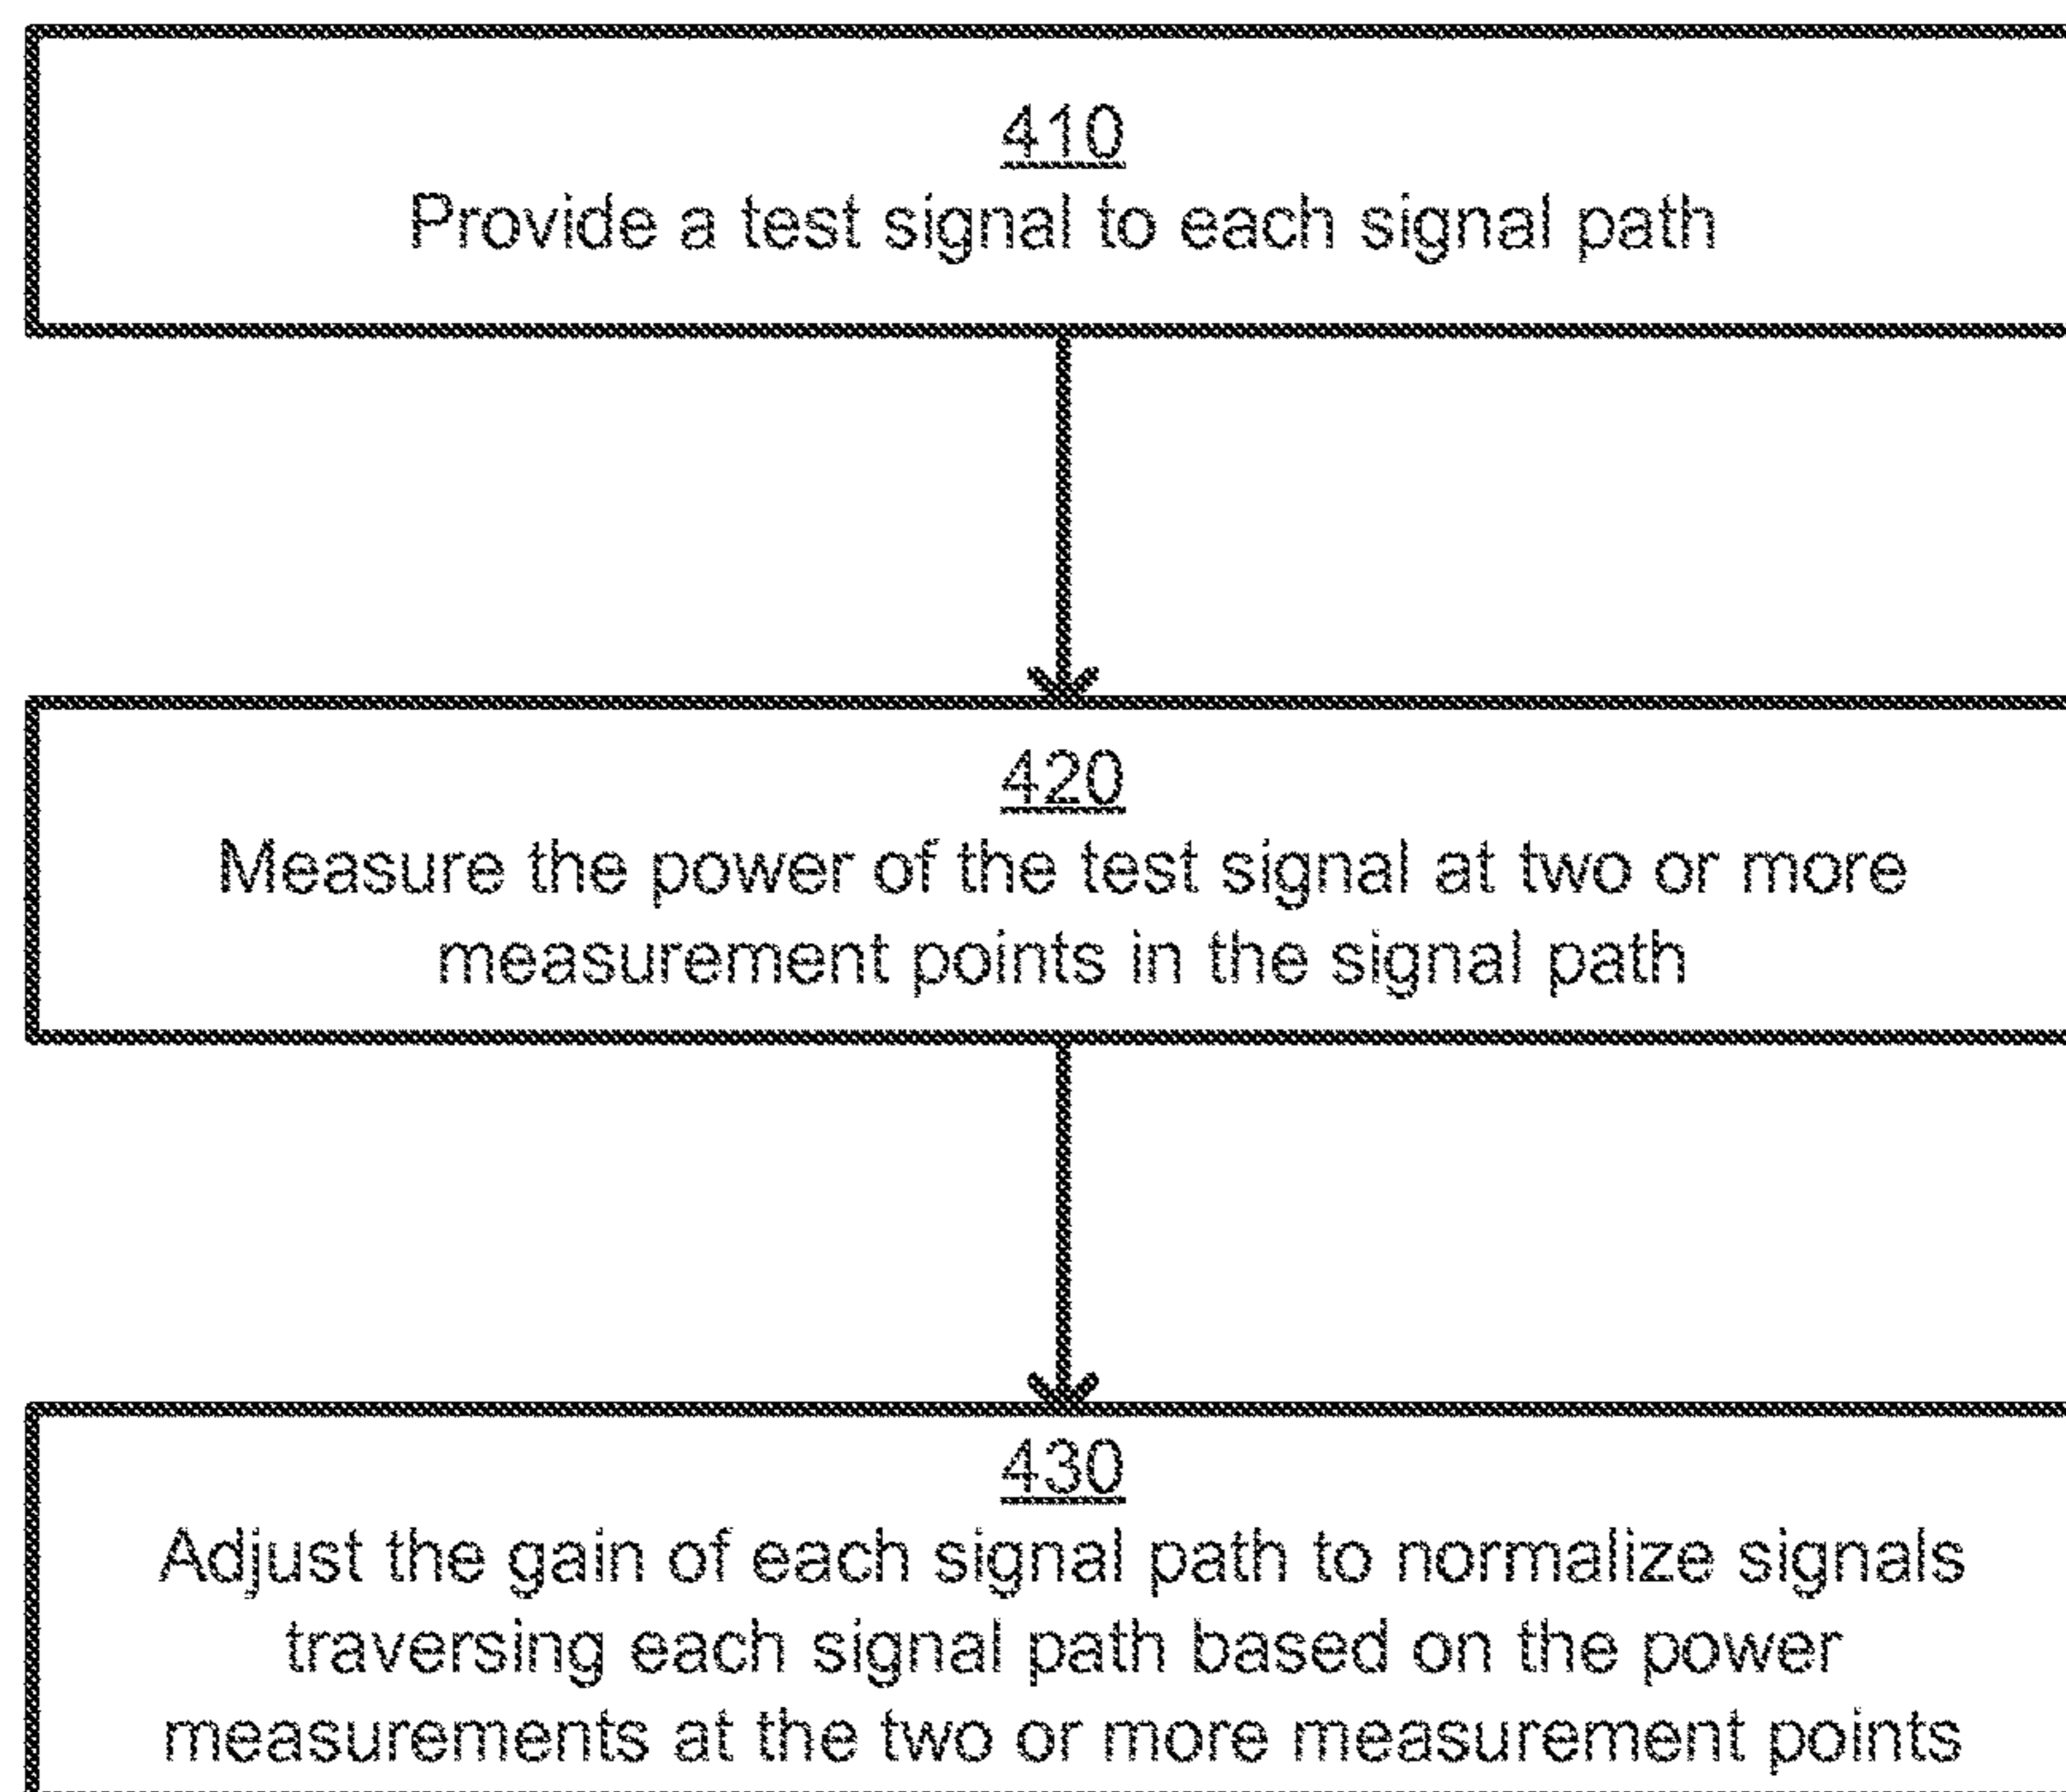 410
Provide a test signal to each signal path
420
Measure the power of the test signal at two or more
measurement points in the signal path
430
Adjust the gain of each signal path to normalize signals
traversing each signal path based on the power
measurements at the two or more measurement points